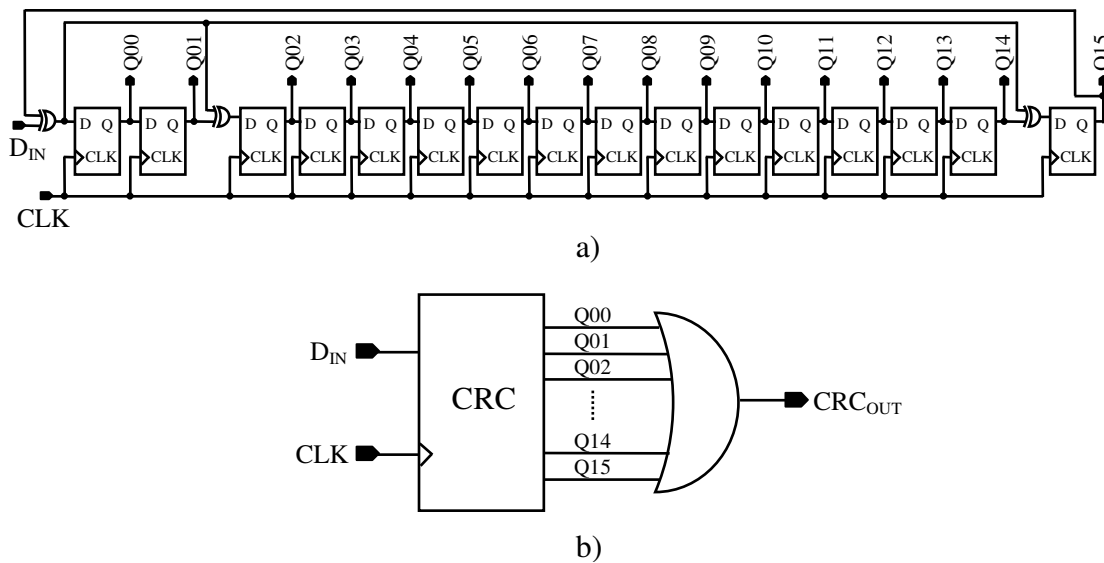 Q00 Q01 Q02 Q03 Q04 Q05 Q06 Q07 Q08 Q09 Q10 Q11 Q12 Q13 Q14 Q15
D Q D Q D Q D Q D Q D Q D Q D Q D Q D Q D Q D Q D Q D Q D Q D Q
DIN
CLK CLK CLK CLK CLK CLK CLK CLK CLK CLK CLK CLK CLK CLK CLK CLK
CLK
a)
Q00
Q01
DIN
Q02
CRC
CRCOUT
CLK
Q14
Q15
b)